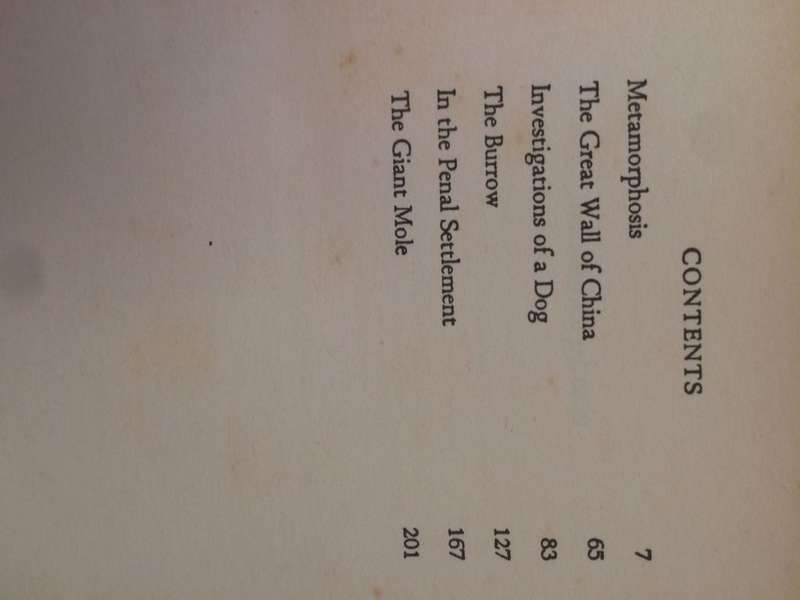 CONTENTS
Metamorphosis 7
The Great Wall of China 65
Investigations of a Dog 83
The Burrow 127
In the Penal Settlement 167
The Giant Mole 201